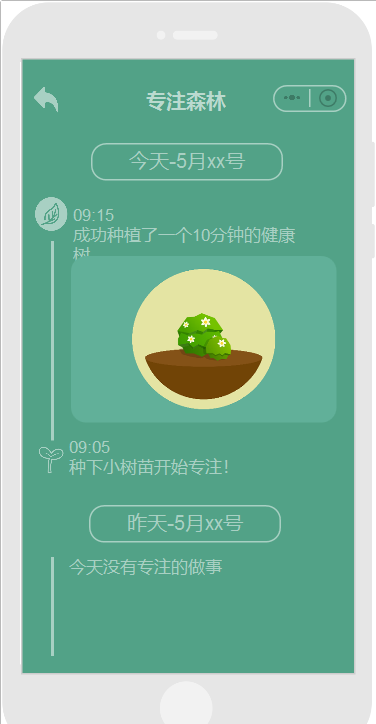 专注森林
今天-5月xx号
09:15
成功种植了一个10分钟的健康
树
09:05
种下小树苗开始专注！
昨天-5月xx号
今天没有专注的做事